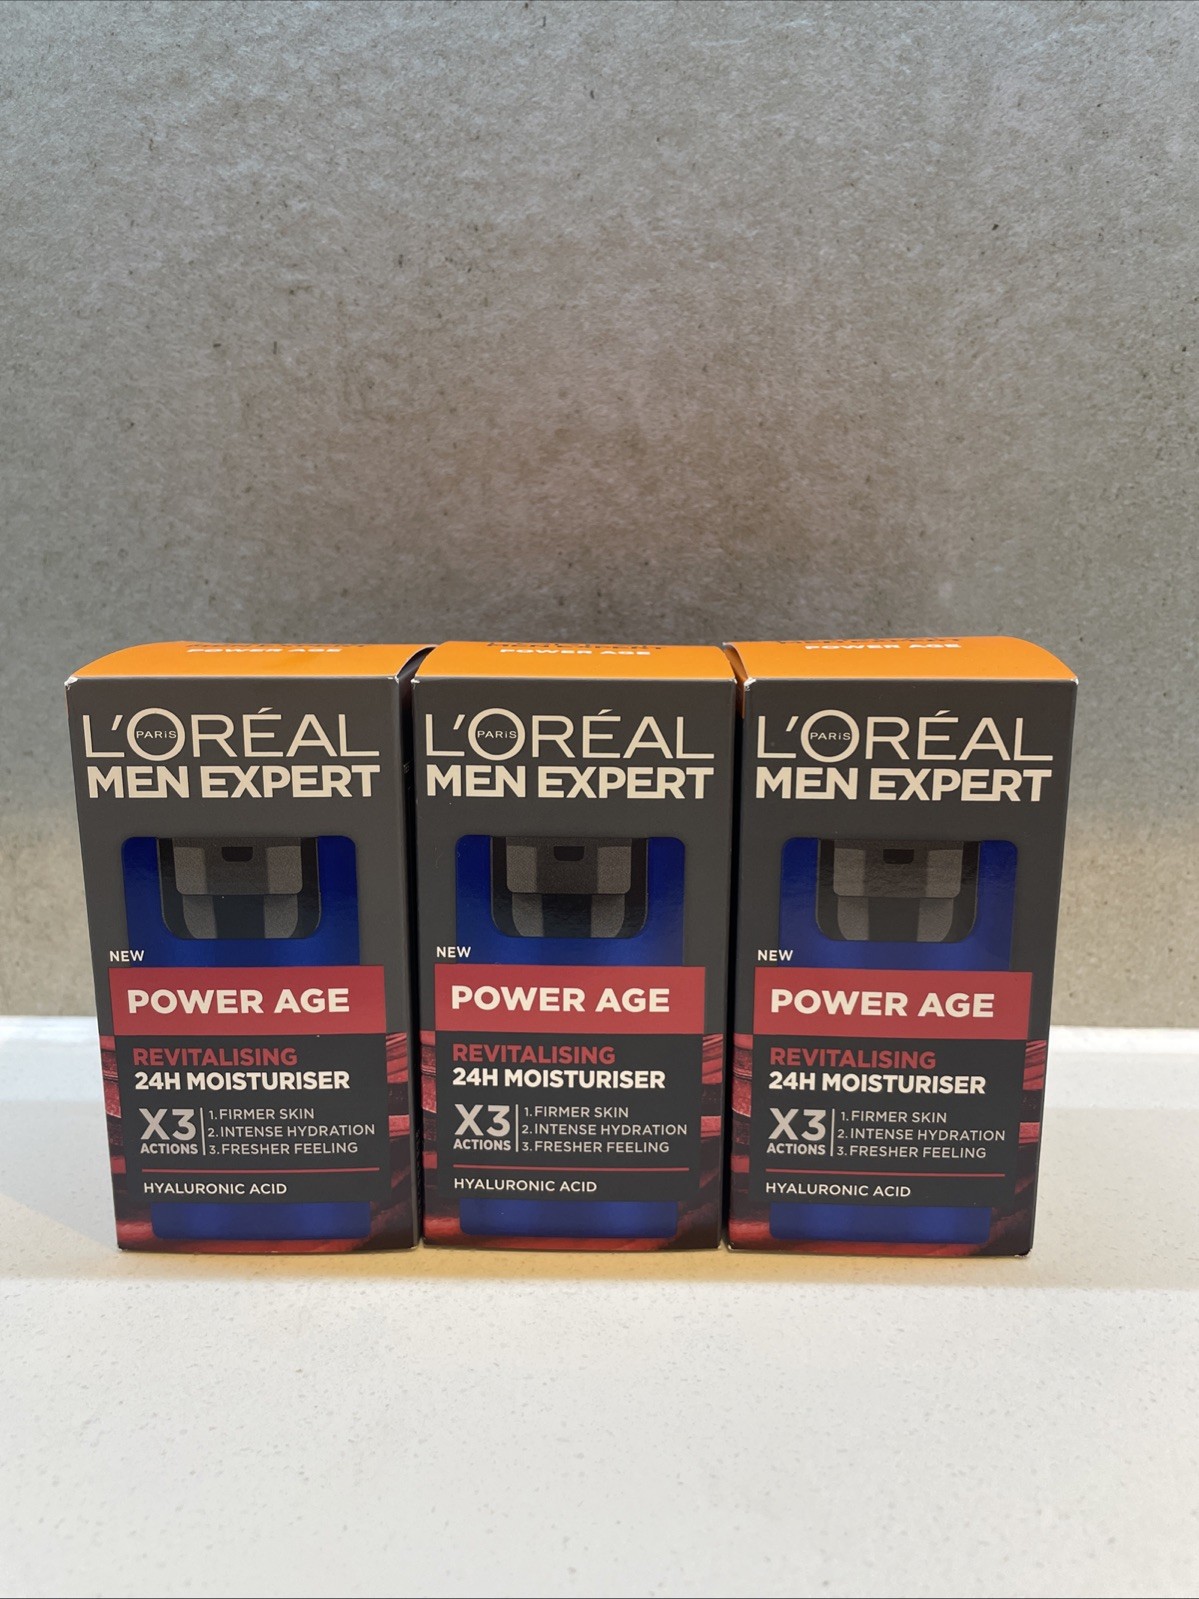 POWER AGE
MEN EXPERT
POWER AGE
POWER AGE
L'ORÉAL
PARIS
MEN EXPERT
NEW
POWER AGE
REVITALISING
24H MOISTURISER
X3
ACTIONS
1. FIRMER SKIN
2. INTENSE HYDRATION
3. FRESHER FEELING
HYALURONIC ACID
L'ORÉAL
PARIS
MEN EXPERT
NEW
POWER AGE
REVITALISING
24H MOISTURISER
X3
ACTIONS
1. FIRMER SKIN
2. INTENSE HYDRATION
3. FRESHER FEELING
HYALURONIC ACID
L'ORÉAL
PARIS
MEN EXPERT
NEW
POWER AGE
REVITALISING
24H MOISTURISER
X3
ACTIONS
1. FIRMER SKIN
2. INTENSE HYDRATION
3. FRESHER FEELING
HYALURONIC ACID